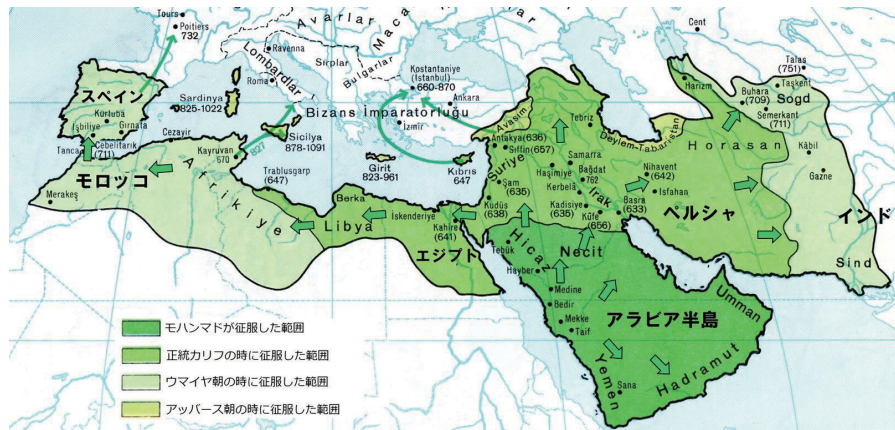 Tours
Poitiers
732
Avarlar
Macar
Hazarlar
Cent
Lombardlar
Ravenna
Sırplar
Bulgarlar
Roma
Kostantaniye
(İstanbul)
660-870
Ankara
Bizans İmparatorluğu
İzmir
スペイン
Kurtuba
İşbiliye
Gırnata
Cebelitarık
(711)
Tanca
Sardinya
825-1022
Cezayir
Kayruvan
670
827
Sicilya
878-1091
Girit
823-961
Kıbrıs
647
Avasım
Antakya (636)
Sıffin (657)
Suriye
Şam
(635)
Kudüs
(638)
Tebriz
Deylem-Tabaristan
Samarra
Haşimiye
Bağdat
762
Kerbelâ
Irak
Kadisiye
(635)
Kûfe
(656)
Basra
(633)
Nihavent
(642)
Isfahan
Harizm
Buhara
(709)
Talas
(751)
Taşkent
Sogd
Semerkant
(711)
Horasan
Kâbil
Gazne
ペルシャ
インド
Sind
モロッコ
Merakeş
Afrikiye
Trablusgarp
(647)
Berka
Libya
İskenderiye
Kahire
(641)
エジプト
Hicaz
Tebük
Necit
Hayber
Medine
Bedir
Mekke
Taif
アラビア半島
Umman
Yemen
Sana
Hadramut
モハンマドが征服した範囲
正統カリフの時に征服した範囲
ウマイヤ朝の時に征服した範囲
アッバース朝の時に征服した範囲